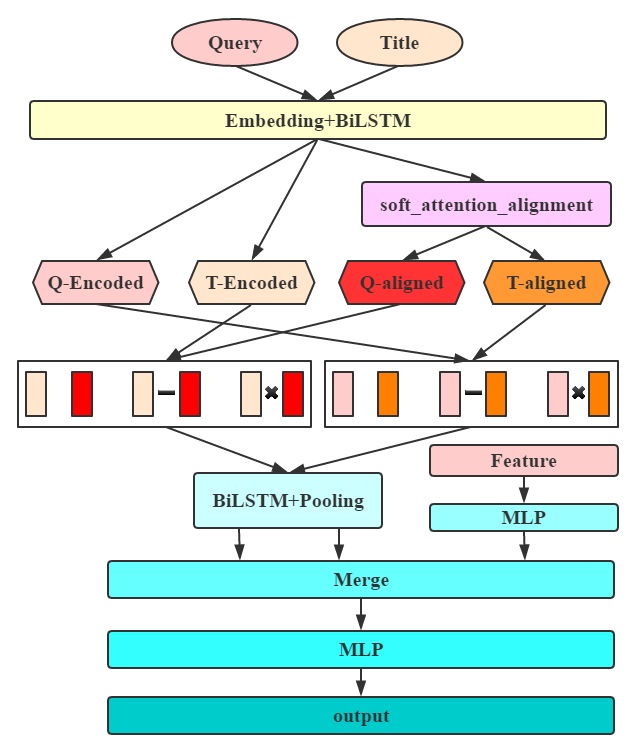 Query
Title
Embedding+BiLSTM
soft_attention_alignment
Q-Encoded
T-Encoded
Q-aligned
T-aligned
Feature
BiLSTM+Pooling
MLP
Merge
MLP
output